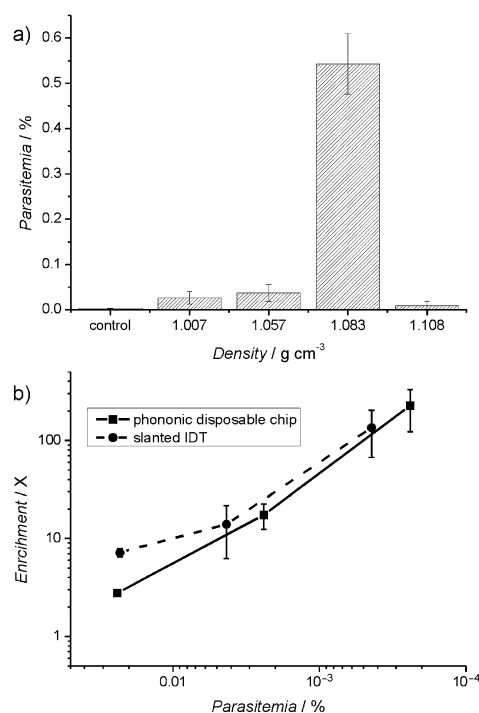 a)
0.6
0.5
0.4
0.3
0.2
0.1
0.0
Parasitemia / %
control 1.007 1.057 1.083 1.108
Density / g cm-3
b)
phononic disposable chip
slanted IDT
100
10
1
Enrcihment / X
0.01 10-3 10-4
Parasitemia / %